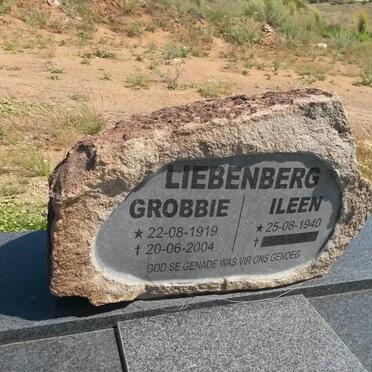 LIEBENBERG
GROBBIE ILEEN
★ 22-08-1919 ★ 25-08-1940
† 20-06-2004 †
GOD SE GENADE WAS VIR ONS GENOEG